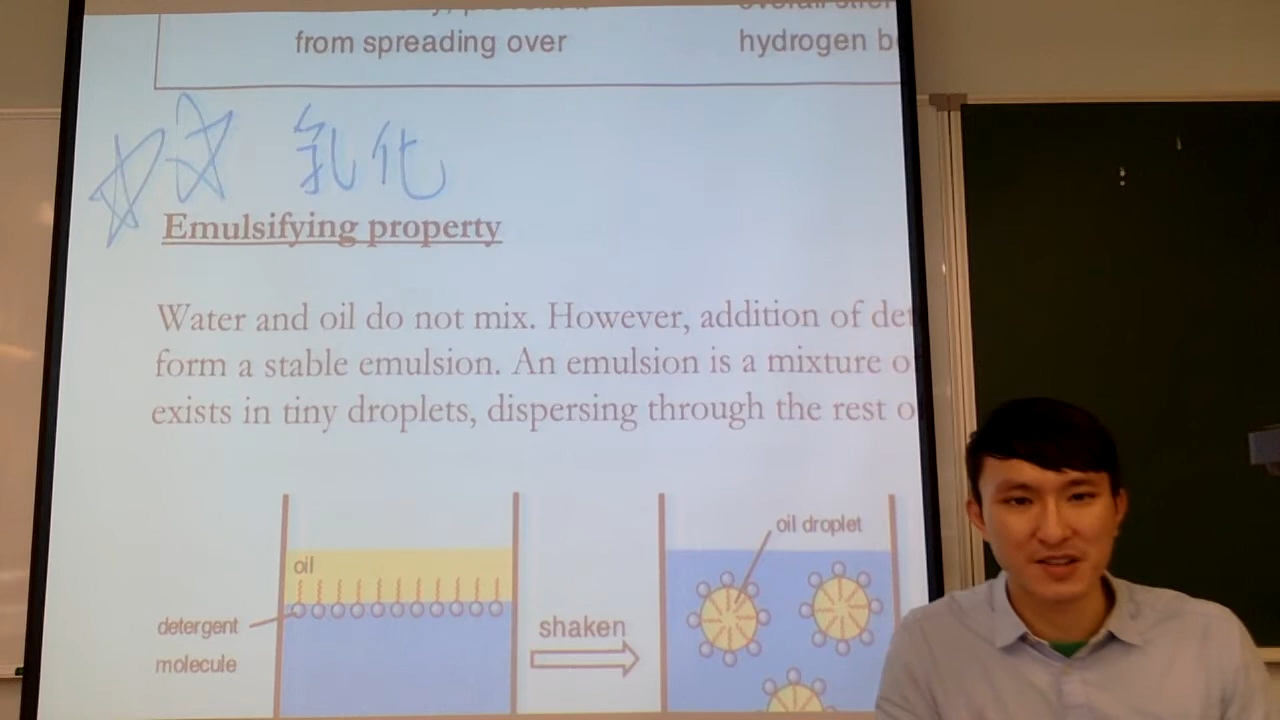 from spreading over
hydrogen
乳化
Emulsifying property
Water and oil do not mix. However, addition of
form a stable emulsion. An emulsion is a mixture
exists in tiny droplets, dispersing through the rest
oil droplet
oil
detergent
molecule
shaken